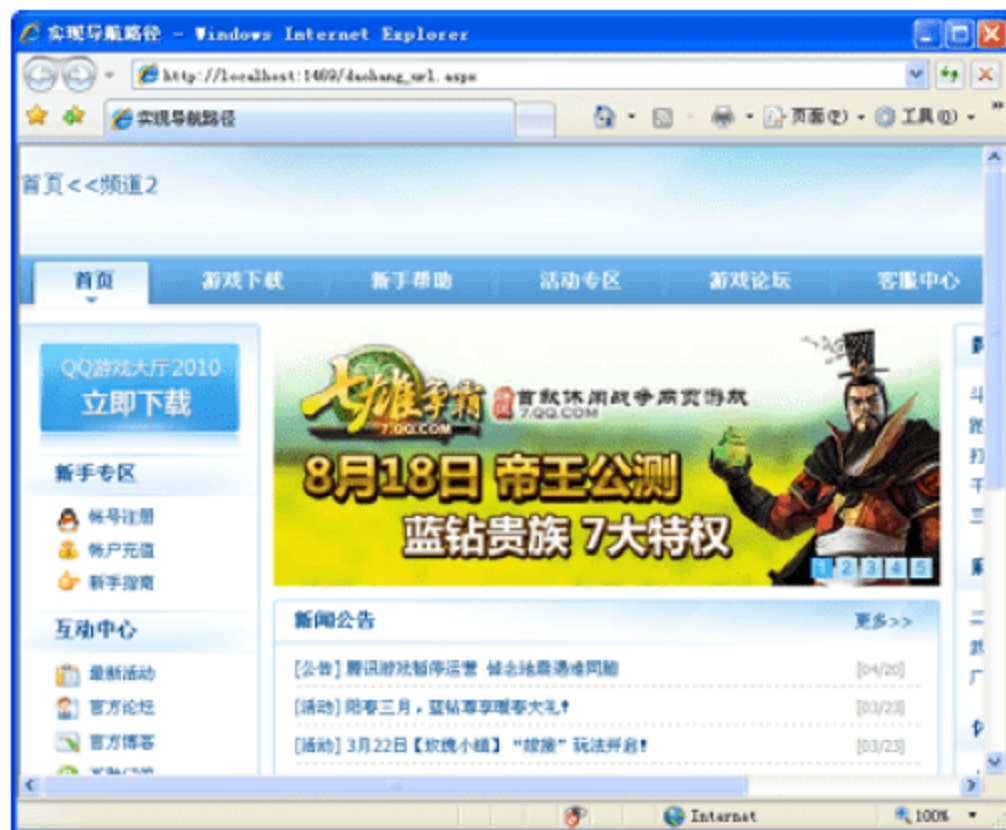 实现导航路径 - Windows Internet Explorer
http://localhost:1469/daohang_url.aspx
实现导航路径
页面(P)
工具(O)
首页<<频道2
首页 游戏下载 新手帮助 活动专区 游戏论坛 客服中心
QQ游戏大厅2010
立即下载
新手专区
帐号注册
帐户充值
新手指南
互动中心
最新活动
官方论坛
官方博客
七雄争霸
7.QQ.COM
首款休闲战争网页游戏
7.QQ.COM
8月18日 帝王公测
蓝钻贵族 7大特权
1 2 3 4 5
新闻公告 更多>>
[公告] 腾讯游戏暂停运营 悼念地震遇难同胞 [04/20]
[活动] 阳春三月，蓝钻尊享暖春大礼! [03/23]
[活动] 3月22日【玫瑰小镇】“嫁接”玩法开启! [03/23]
Internet
100%